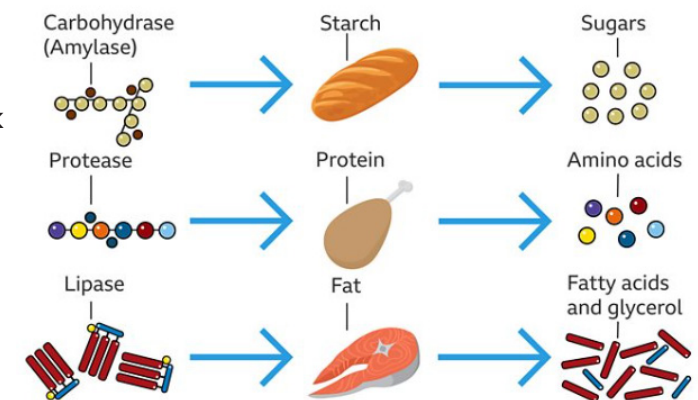 Carbohydrase
(Amylase)
Starch
Sugars
Protease
Protein
Amino acids
Lipase
Fat
Fatty acids
and glycerol